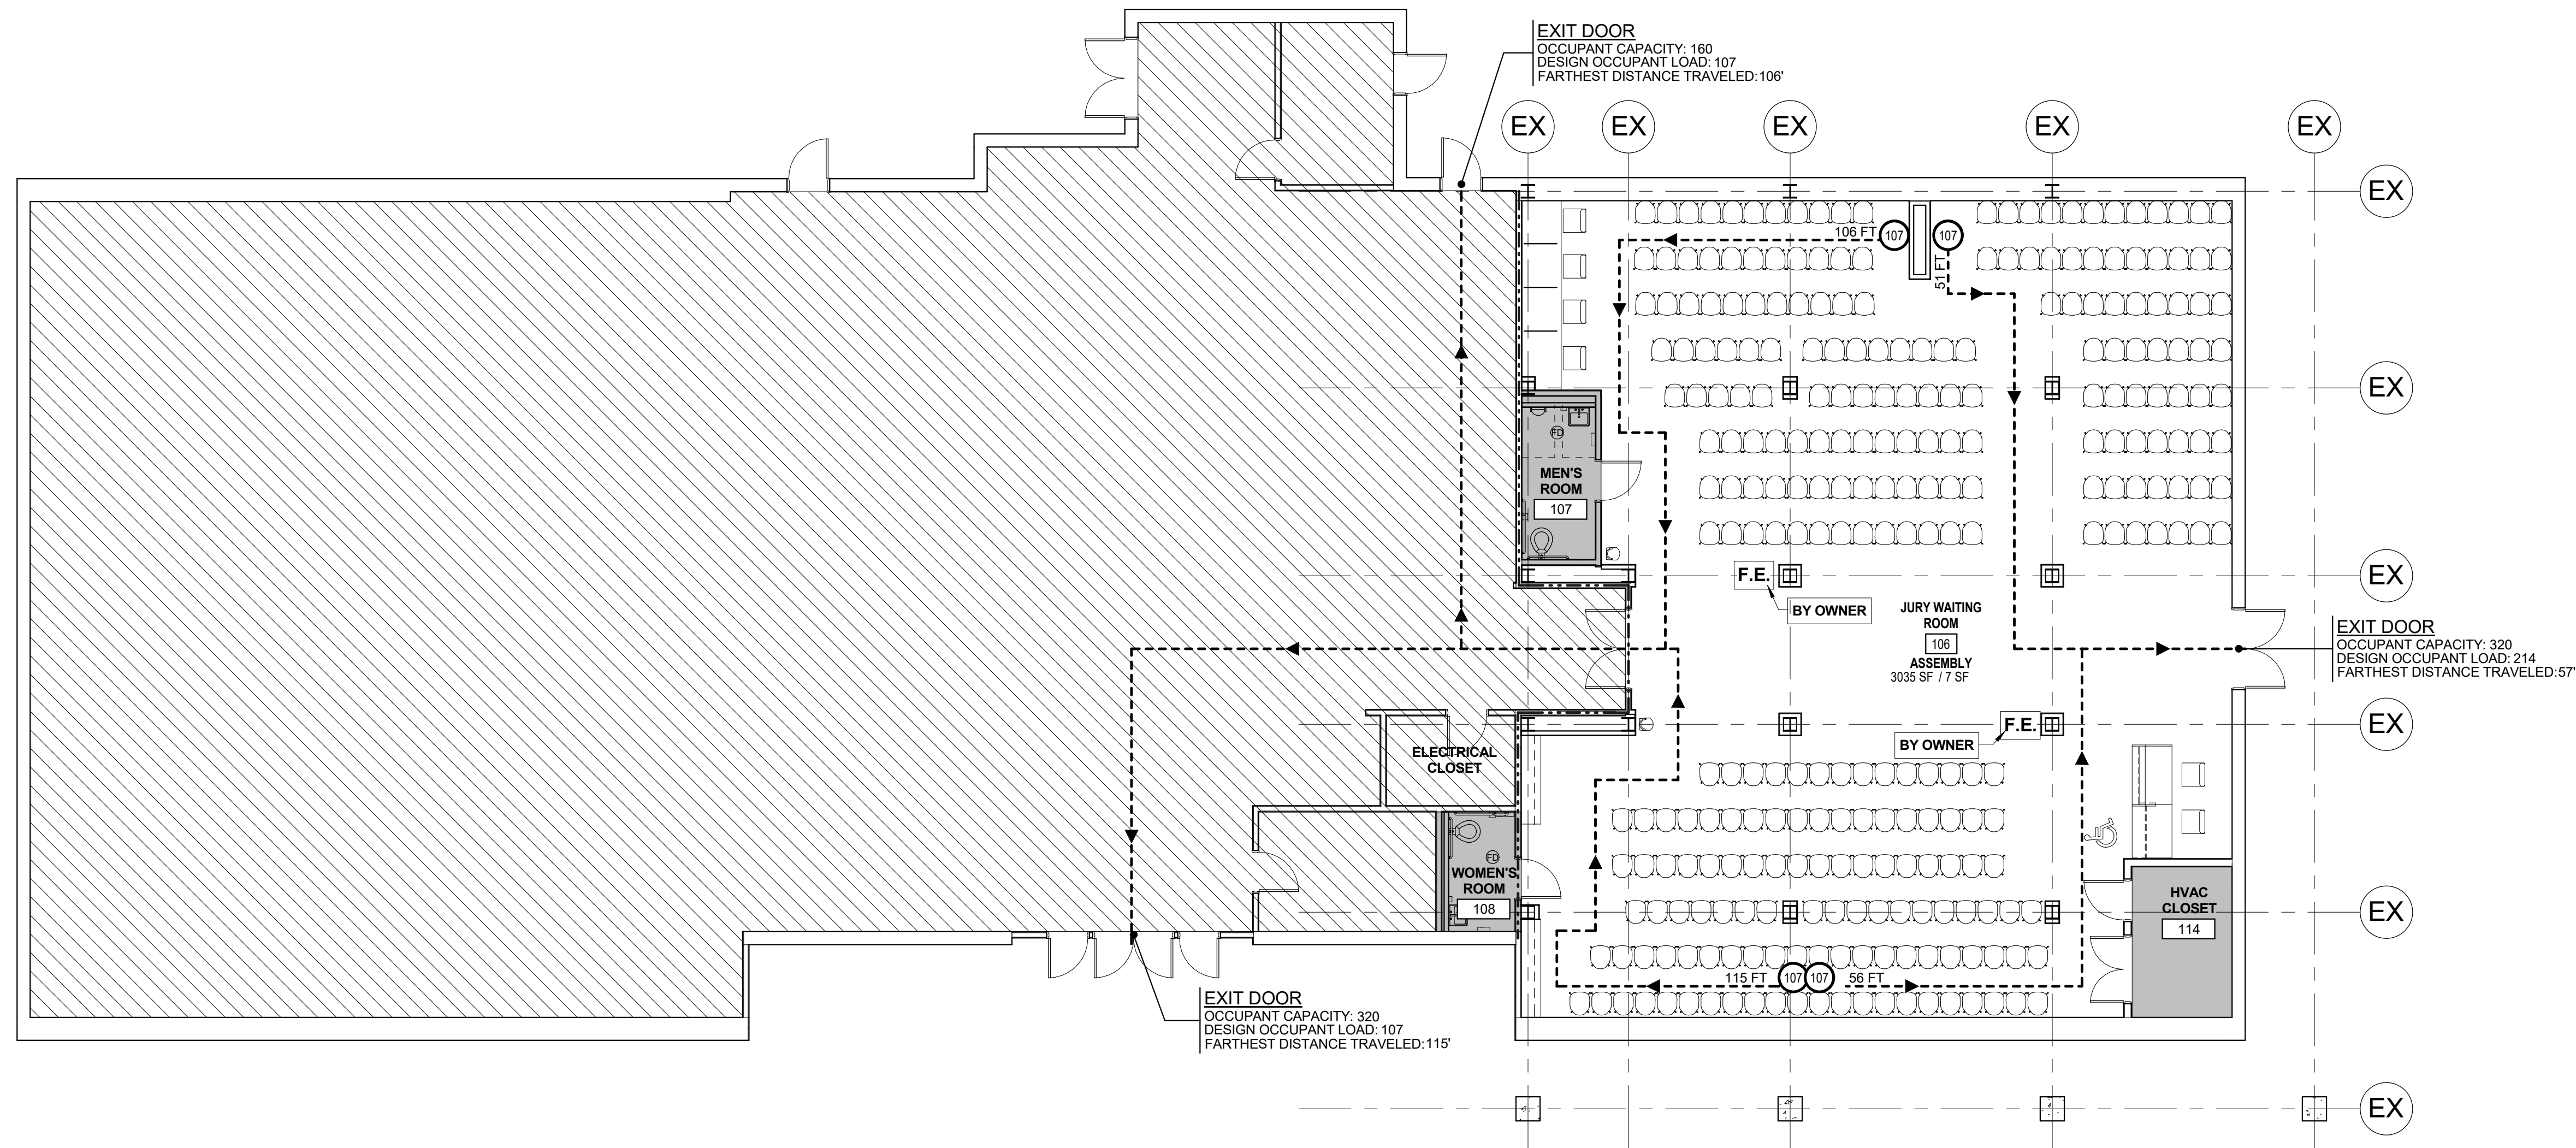 EXIT DOOR
OCCUPANT CAPACITY: 160
DESIGN OCCUPANT LOAD: 107
FARTHEST DISTANCE TRAVELED:106'
EX
EX
EX
EX
EX
EX
106 FT
107
107
51 FT
EX
FD
MEN'S
ROOM
107
F.E.
BY OWNER
EX
JURY WAITING
ROOM
106
ASSEMBLY
3035 SF / 7 SF
EXIT DOOR
OCCUPANT CAPACITY: 320
DESIGN OCCUPANT LOAD: 214
FARTHEST DISTANCE TRAVELED:57'
F.E.
BY OWNER
EX
ELECTRICAL
CLOSET
FD
WOMEN'S
ROOM
108
HVAC
CLOSET
114
EX
115 FT
107
107
56 FT
EXIT DOOR
OCCUPANT CAPACITY: 320
DESIGN OCCUPANT LOAD: 107
FARTHEST DISTANCE TRAVELED:115'
EX